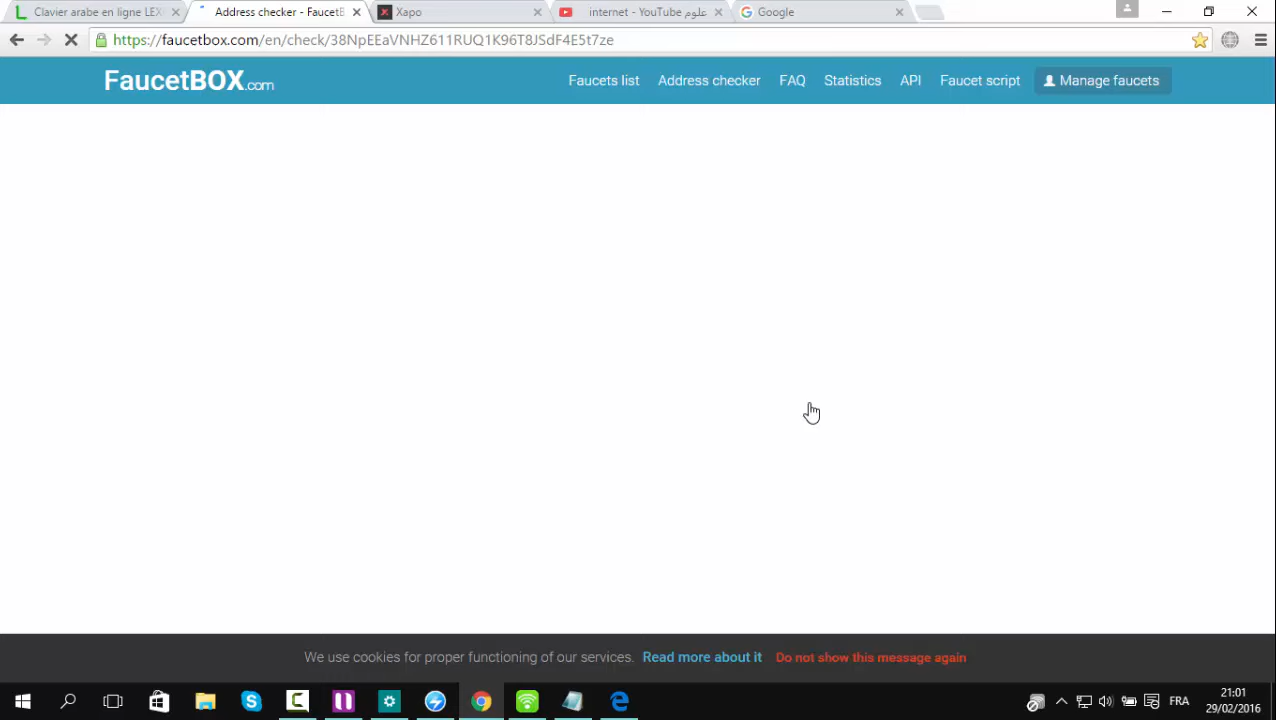 Clavier arabe en ligne LEX
Address checker - FaucetB
Xapo
internet - YouTube علوم
Google
https://faucetbox.com/en/check/38NpEEaVNHZ611RUQ1K96T8JSdF4E5t7ze
FaucetBOX.com
Faucets list
Address checker
FAQ
Statistics
API
Faucet script
Manage faucets
We use cookies for proper functioning of our services. Read more about it Do not show this message again
FRA
21:01
29/02/2016